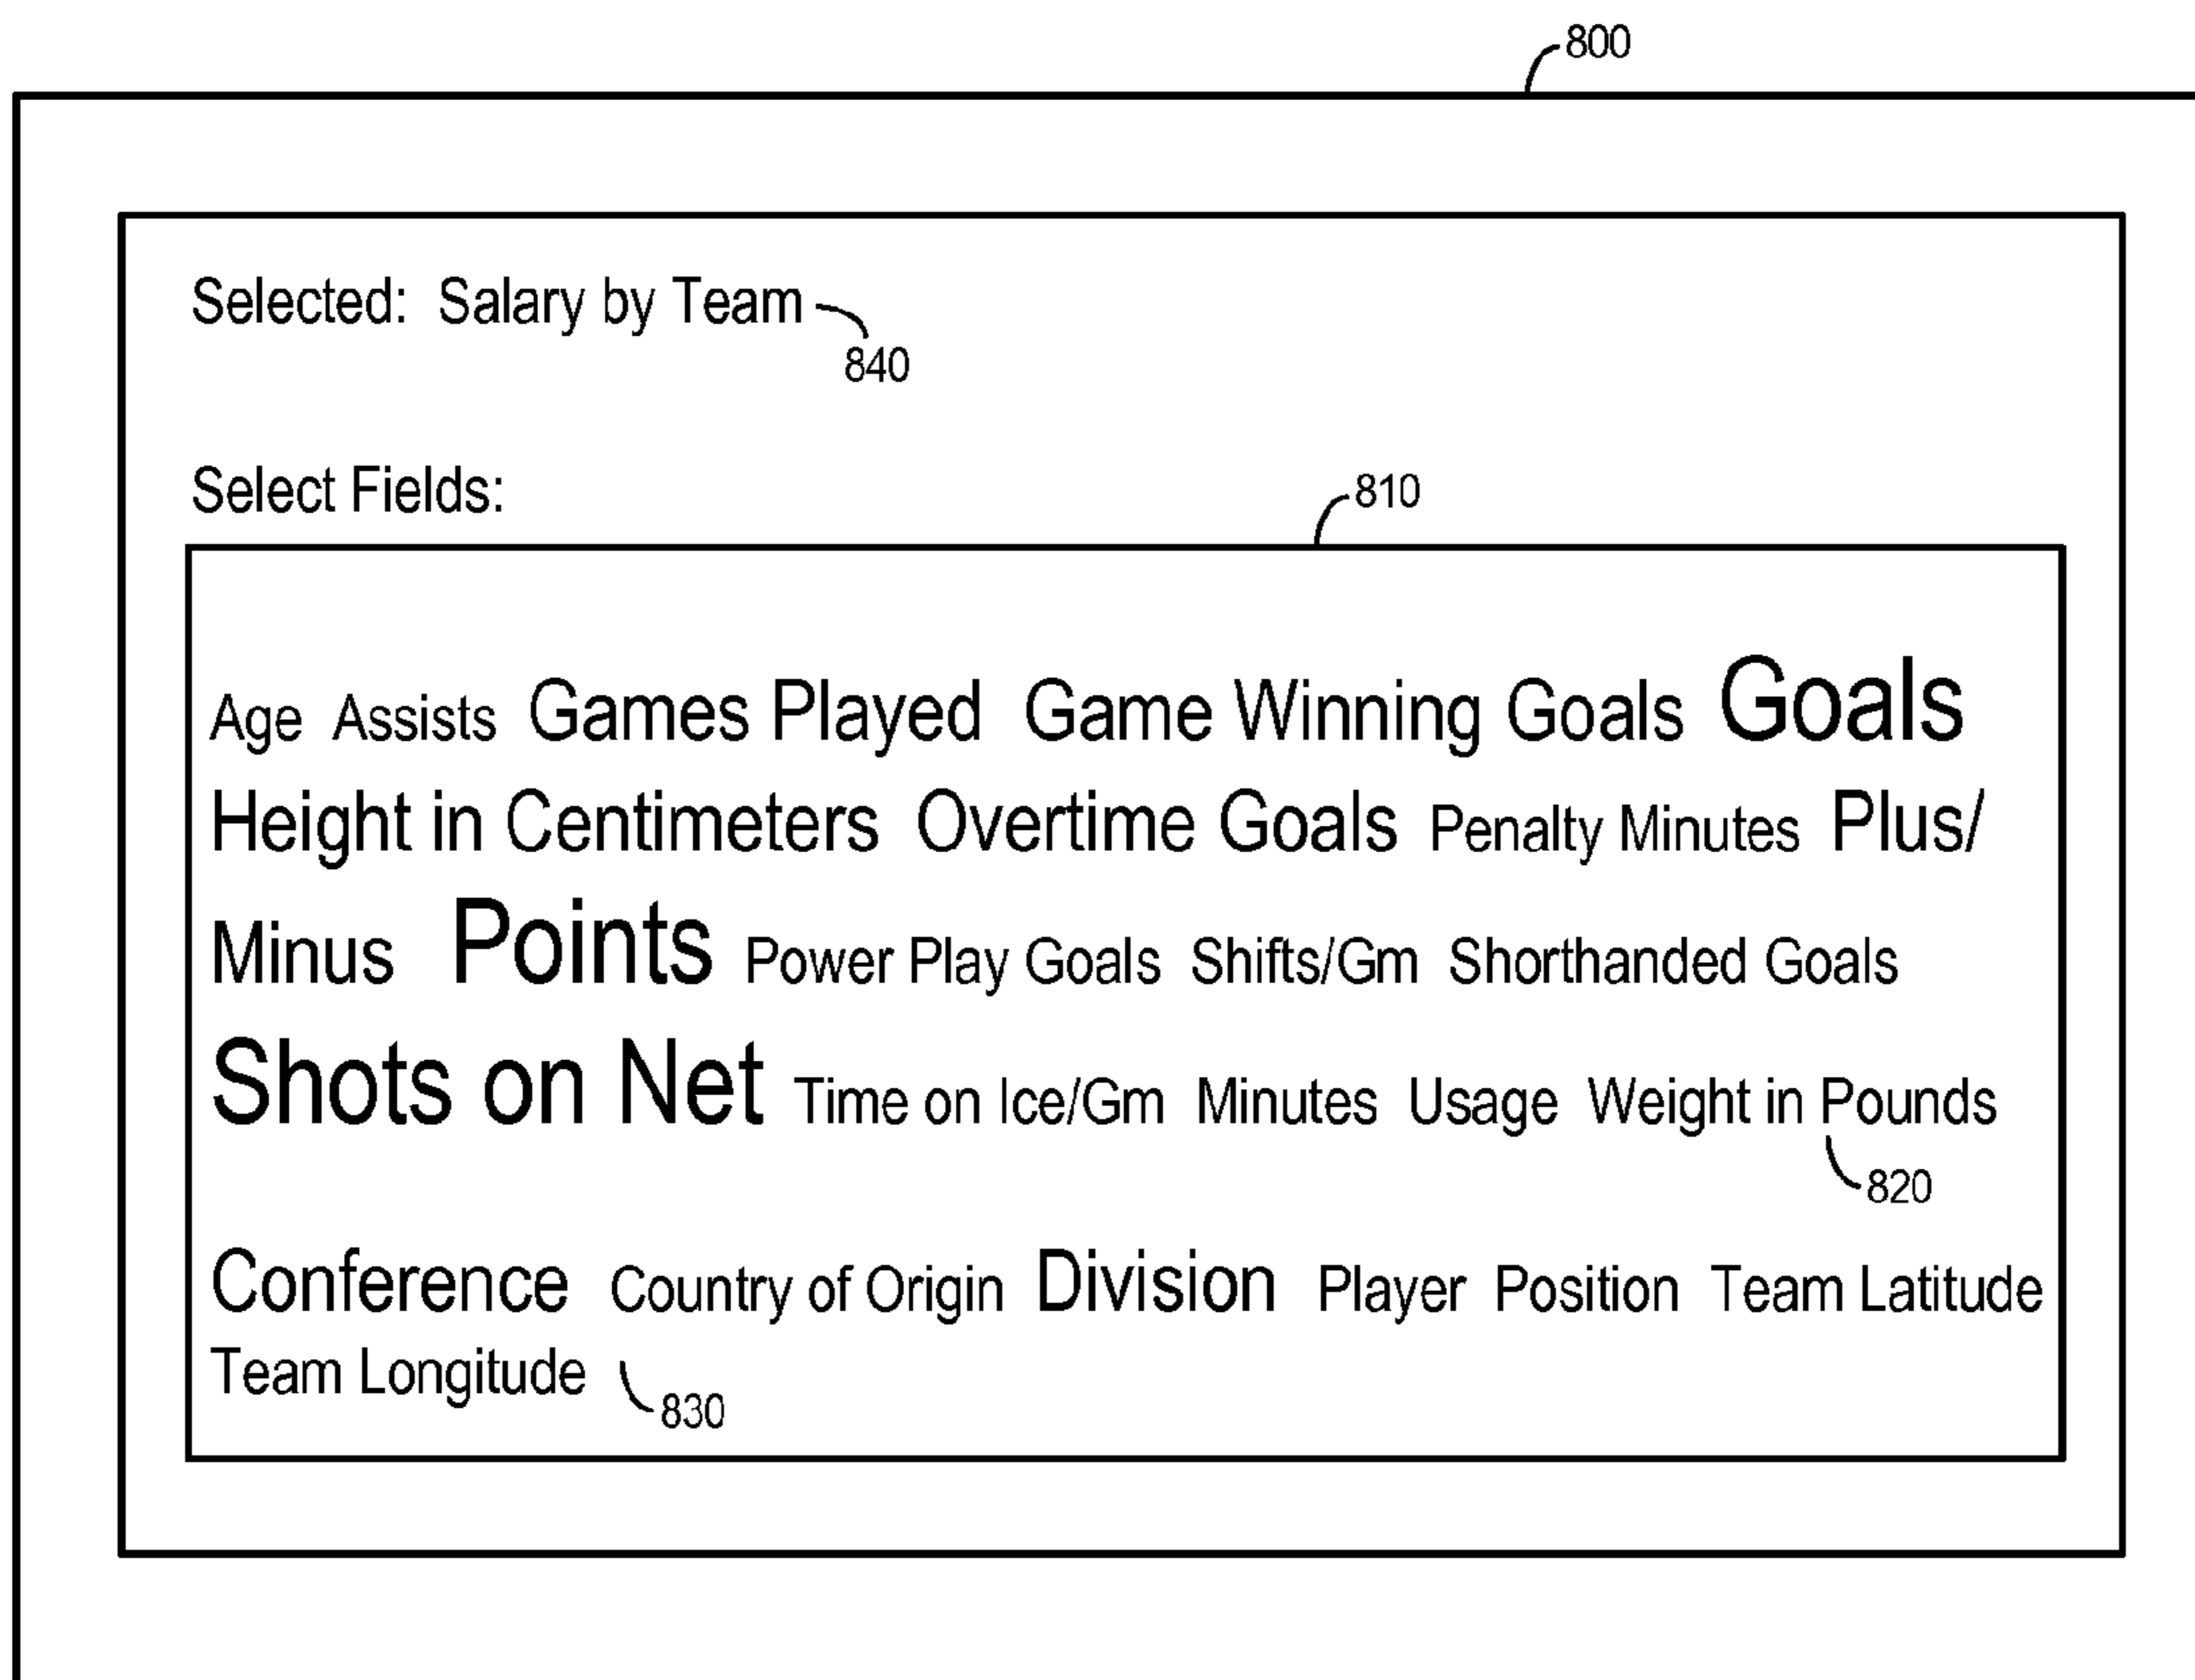 800
Selected: Salary by Team
840
Select Fields:
810
Age Assists Games Played Game Winning Goals Goals
Height in Centimeters Overtime Goals Penalty Minutes Plus/
Minus Points Power Play Goals Shifts/Gm Shorthanded Goals
Shots on Net Time on Ice/Gm Minutes Usage Weight in Pounds
820
Conference Country of Origin Division Player Position Team Latitude
Team Longitude
830